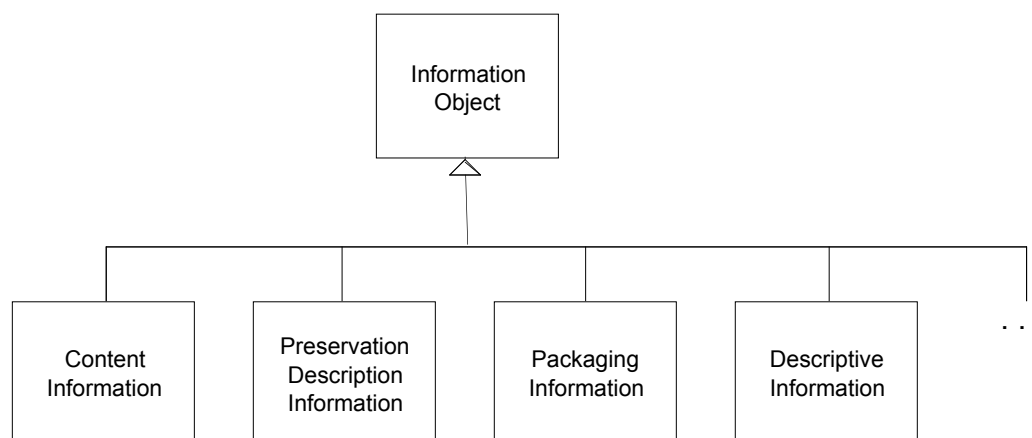 Information
Object
Content
Information
Preservation
Description
Information
Packaging
Information
Descriptive
Information
. .